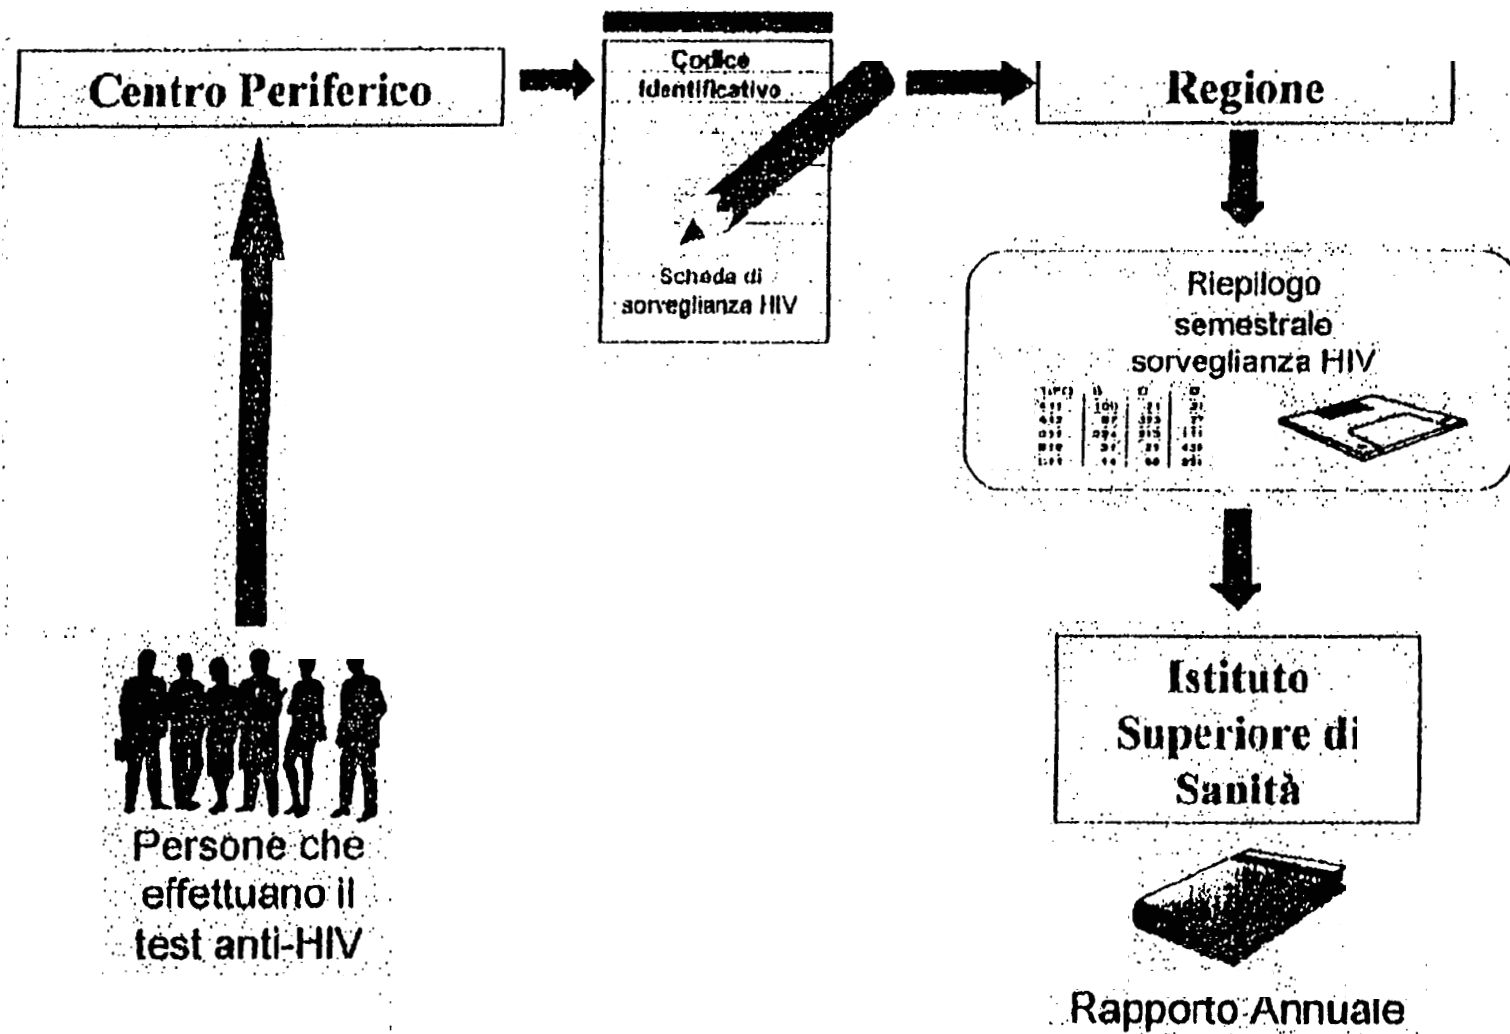 Centro Periferico
Codice
Identificativo
Scheda di
sorveglianza HIV
Regione
Riepilogo
semestrale
sorveglianza HIV
Istituto
Superiore di
Sanità
Rapporto Annuale
Persone che
effettuano il
test anti-HIV